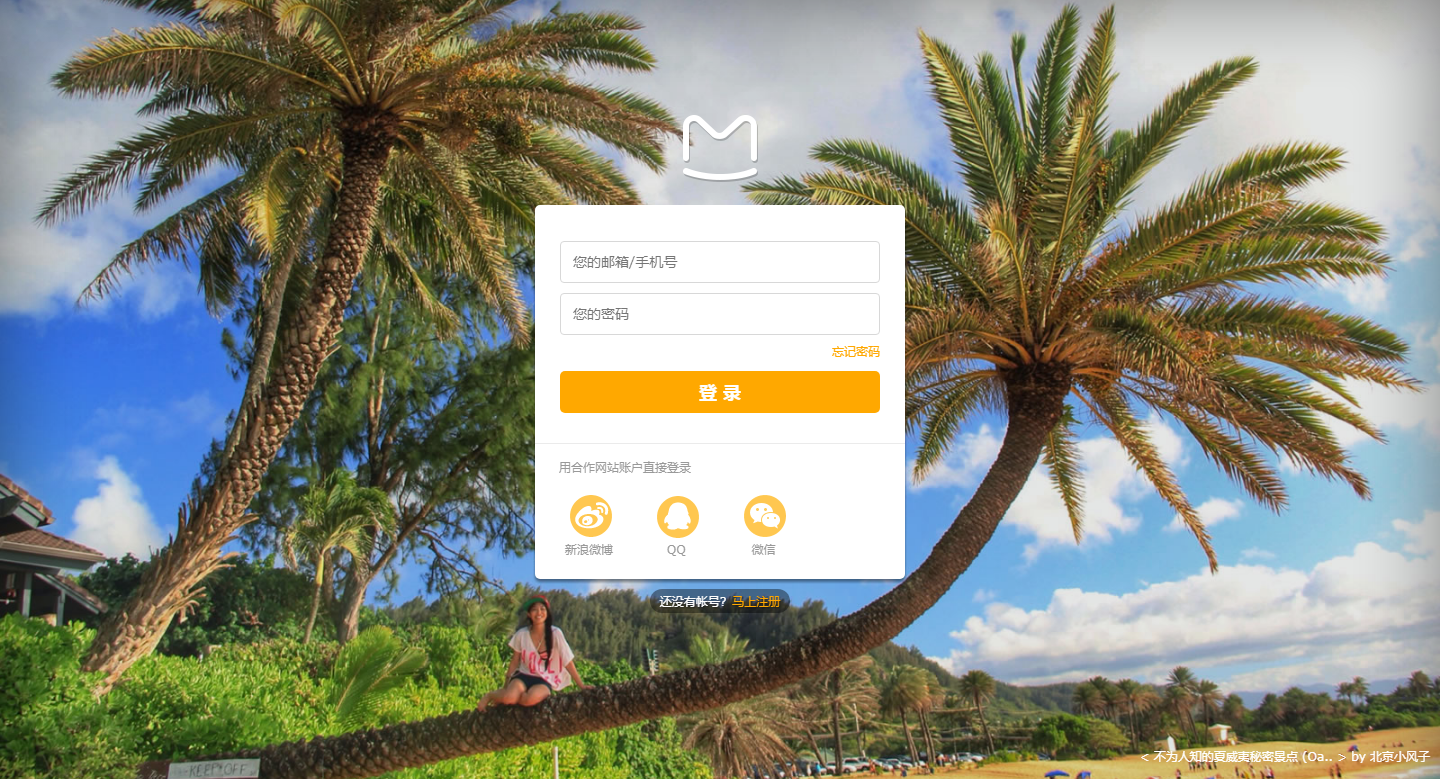 您的邮箱/手机号
您的密码
忘记密码
登 录
用合作网站账户直接登录
新浪微博 QQ 微信
还没有帐号？马上注册
KEEP OFF
< 不为人知的夏威夷秘密景点 (Oa.. > by 北京小风子